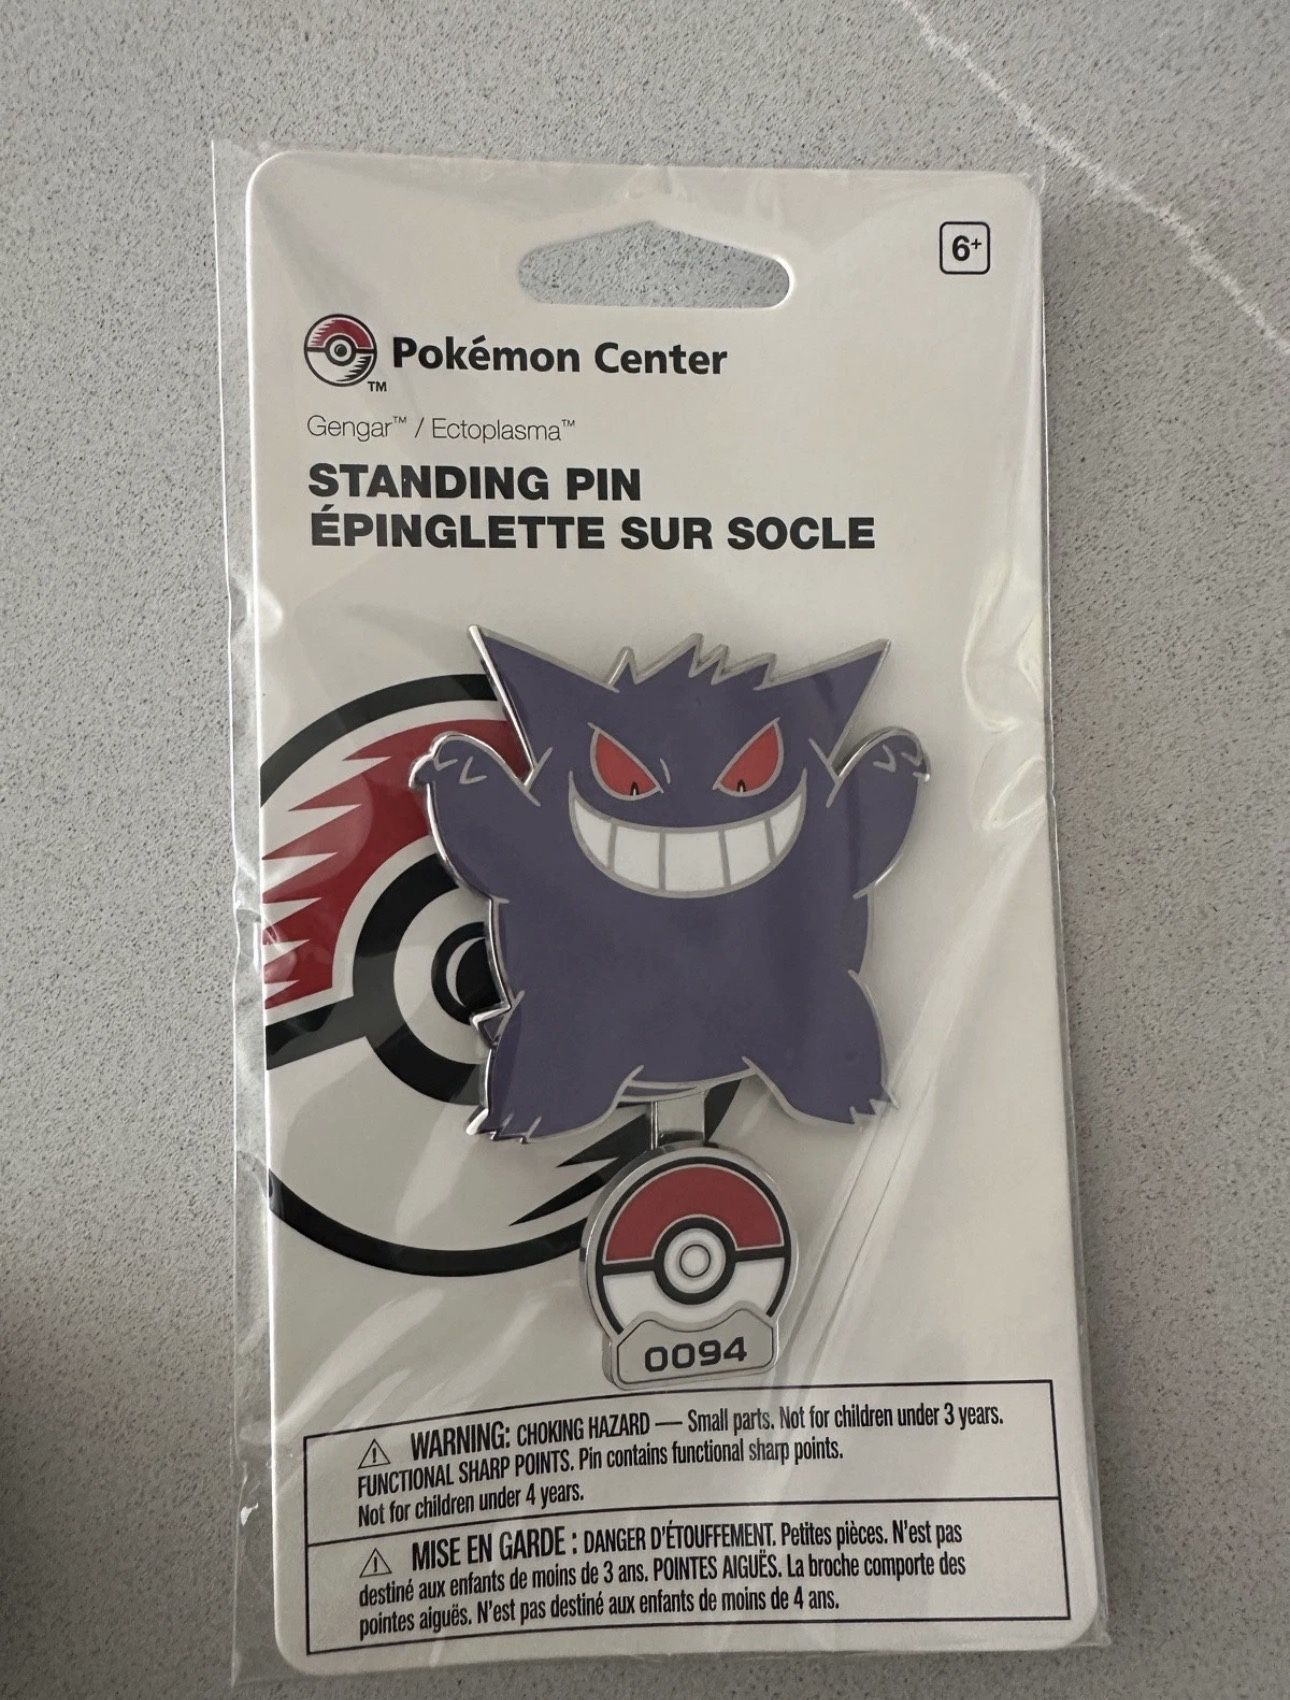 6+
Pokémon Center
TM
Gengar™ / Ectoplasma™
STANDING PIN
ÉPINGLETTE SUR SOCLE
0094
⚠ WARNING: CHOKING HAZARD — Small parts. Not for children under 3 years.
FUNCTIONAL SHARP POINTS. Pin contains functional sharp points.
Not for children under 4 years.
⚠ MISE EN GARDE : DANGER D'ÉTOUFFEMENT. Petites pièces. N'est pas
destiné aux enfants de moins de 3 ans. POINTES AIGUËS. La broche comporte des
pointes aiguës. N'est pas destiné aux enfants de moins de 4 ans.